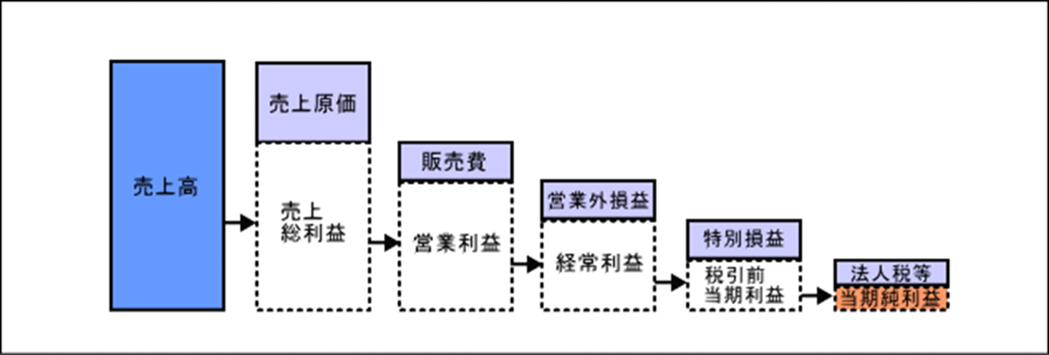 売上高
売上原価
売上
総利益
販売費
営業利益
営業外損益
経常利益
特別損益
税引前
当期利益
法人税等
当期純利益